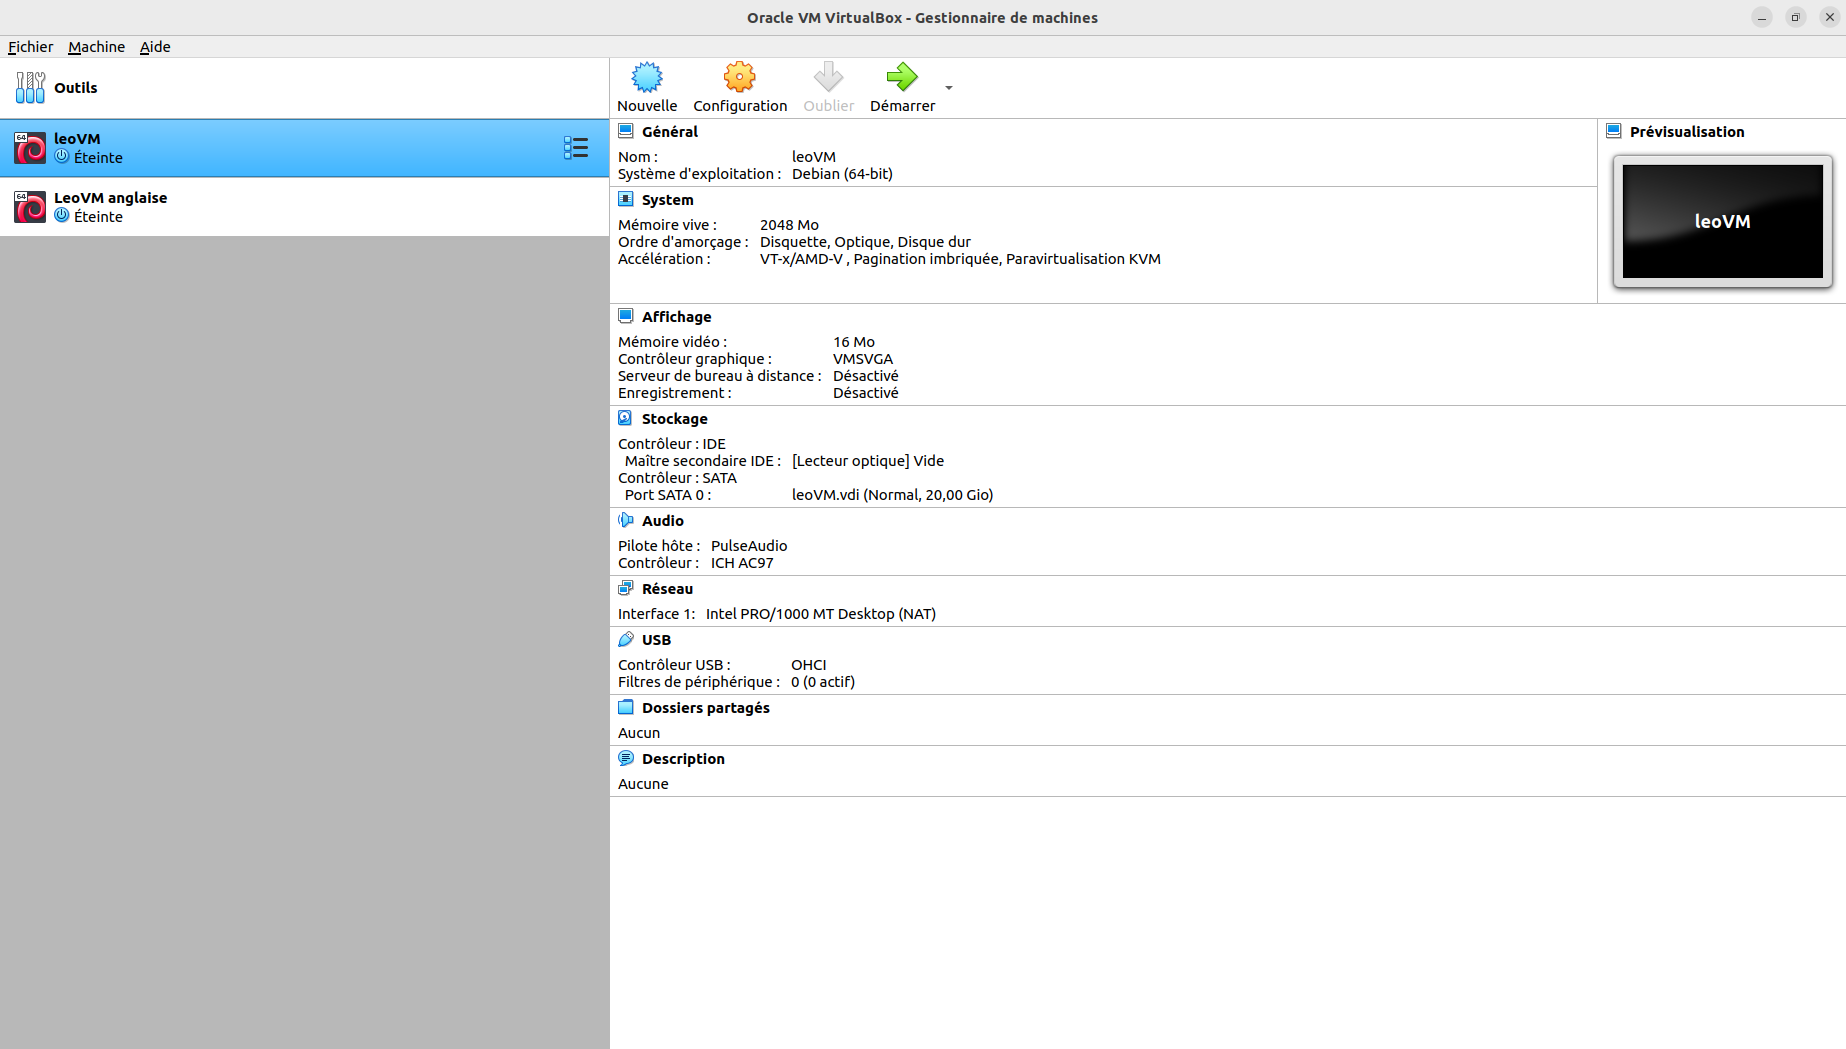 Oracle VM VirtualBox - Gestionnaire de machines
Fichier Machine Aide
Outils
Nouvelle Configuration Oublier Démarrer
64
leoVM
Éteinte
64
LeoVM anglaise
Éteinte
Général
Nom : leoVM
Système d'exploitation : Debian (64-bit)
System
Mémoire vive : 2048 Mo
Ordre d'amorçage : Disquette, Optique, Disque dur
Accélération : VT-x/AMD-V , Pagination imbriquée, Paravirtualisation KVM
Prévisualisation
leoVM
Affichage
Mémoire vidéo : 16 Mo
Contrôleur graphique : VMSVGA
Serveur de bureau à distance : Désactivé
Enregistrement : Désactivé
Stockage
Contrôleur : IDE
Maître secondaire IDE : [Lecteur optique] Vide
Contrôleur : SATA
Port SATA 0 : leoVM.vdi (Normal, 20,00 Gio)
Audio
Pilote hôte : PulseAudio
Contrôleur : ICH AC97
Réseau
Interface 1: Intel PRO/1000 MT Desktop (NAT)
USB
Contrôleur USB : OHCI
Filtres de périphérique : 0 (0 actif)
Dossiers partagés
Aucun
Description
Aucune